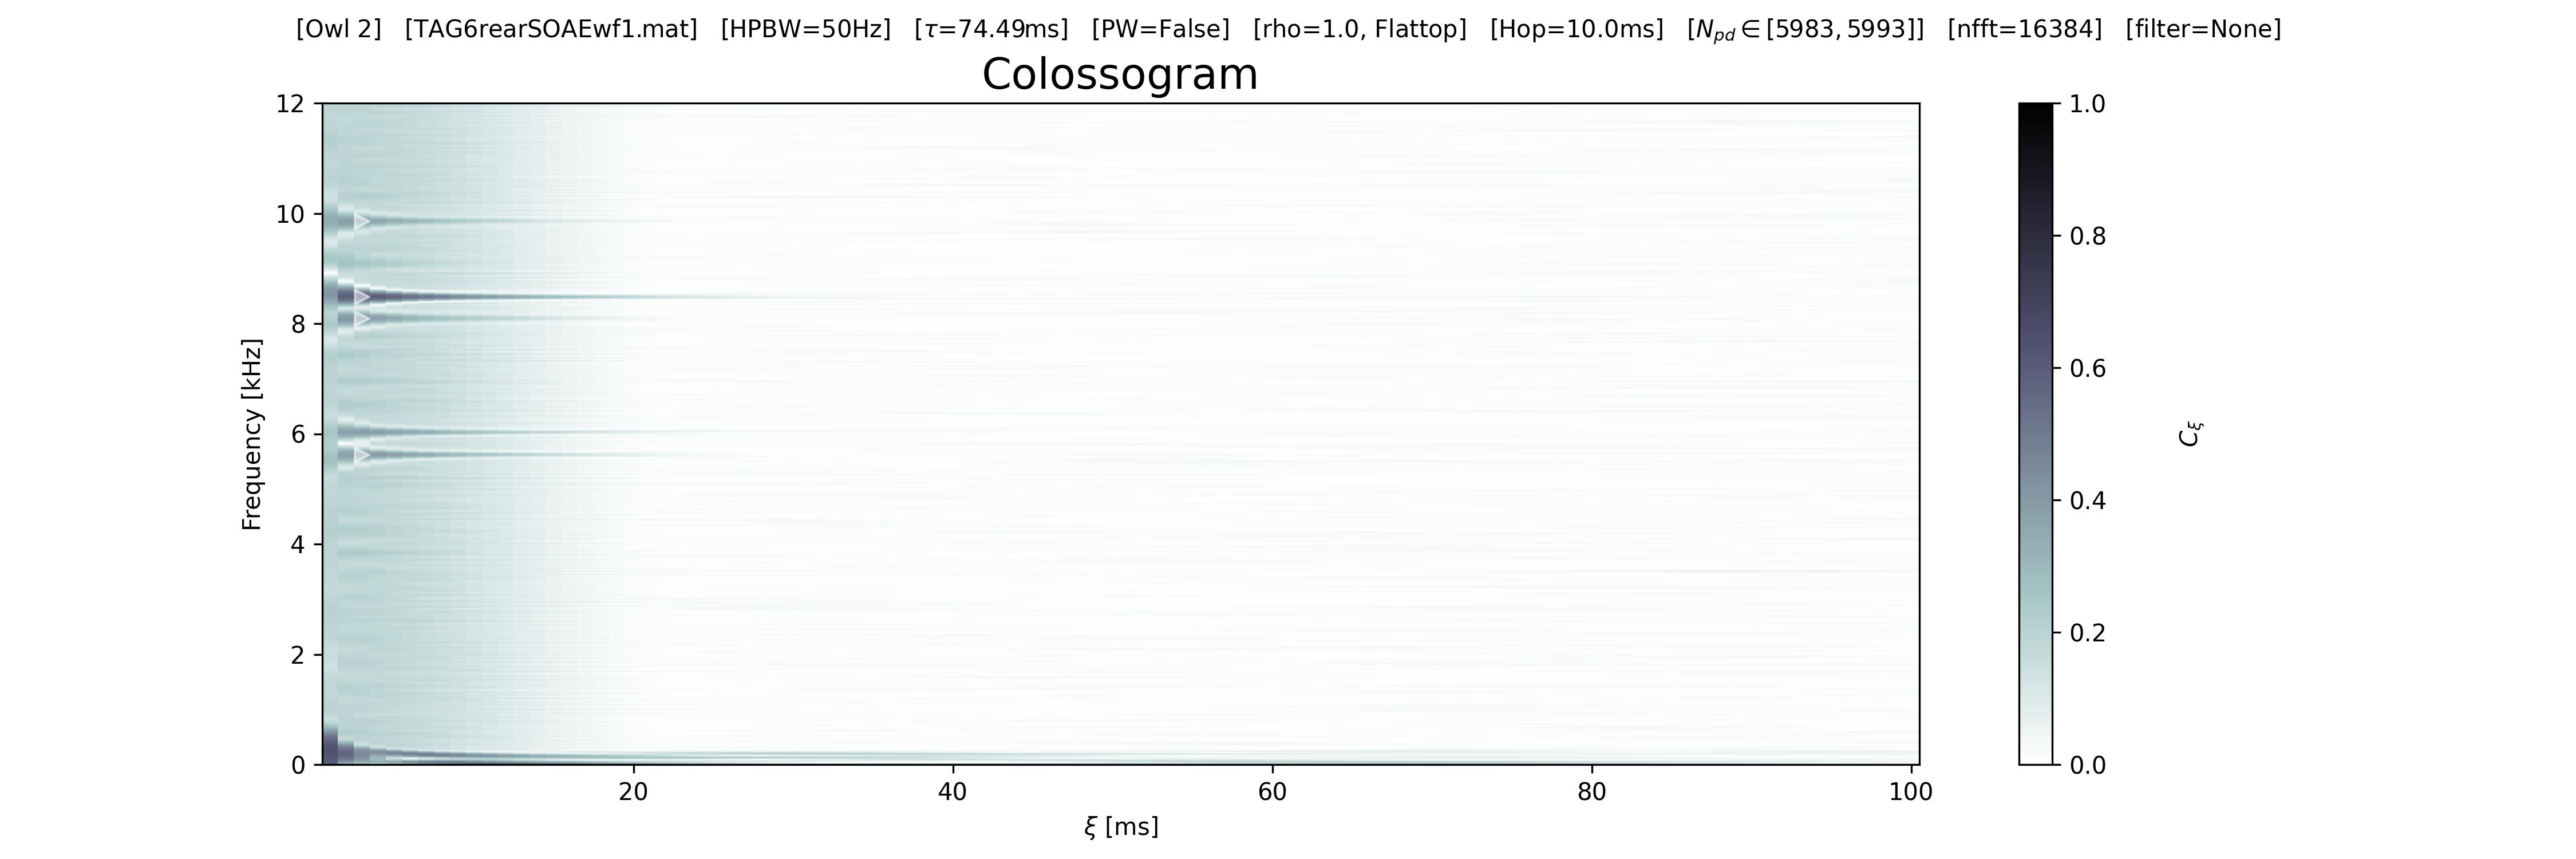 [Owl 2] [TAG6rearSOAEwf1.mat] [HPBW=50Hz] [τ=74.49ms] [PW=False] [rho=1.0, Flattop] [Hop=10.0ms] [N_pd ∈ [5983, 5993]] [nfft=16384] [filter=None]
Colossogram
12
10
8
6
4
2
0
Frequency [kHz]
20 40 60 80 100
ξ [ms]
1.0
0.8
0.6
0.4
0.2
0.0
C_ξ